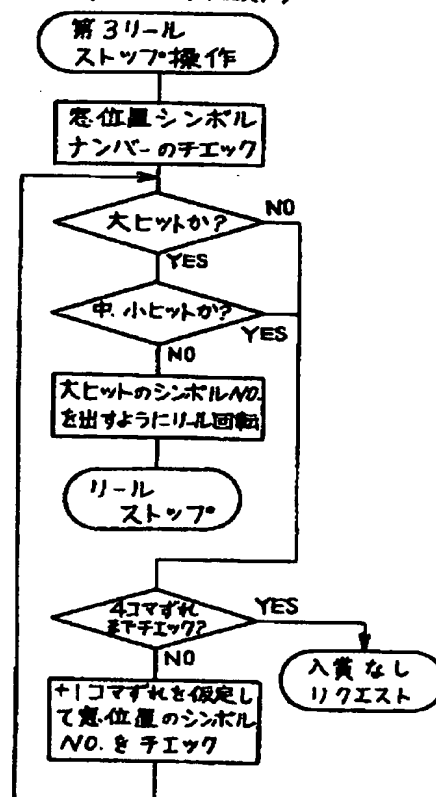 第3リール
ストップ操作
窓位置シンボル
ナンバーのチエック
大ヒットか?
NO
YES
中.小ヒットか?
YES
NO
大ヒットのシンボルNO.
を出すようにリール回転
リール
ストップ
4コマずれ
までチエック?
YES
NO
入賞なし
リクエスト
+1コマずれを仮定し
て窓位置のシンボル
NO.をチエック